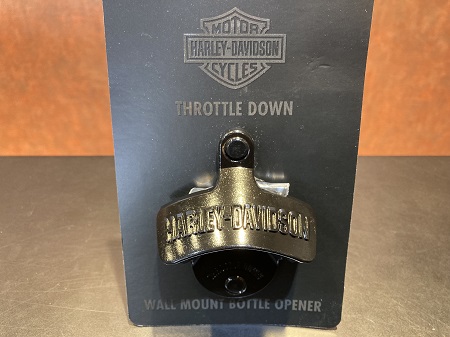 MOTOR
HARLEY-DAVIDSON
CYCLES
THROTTLE DOWN
HARLEY-DAVIDSON
WALL MOUNT BOTTLE OPENER